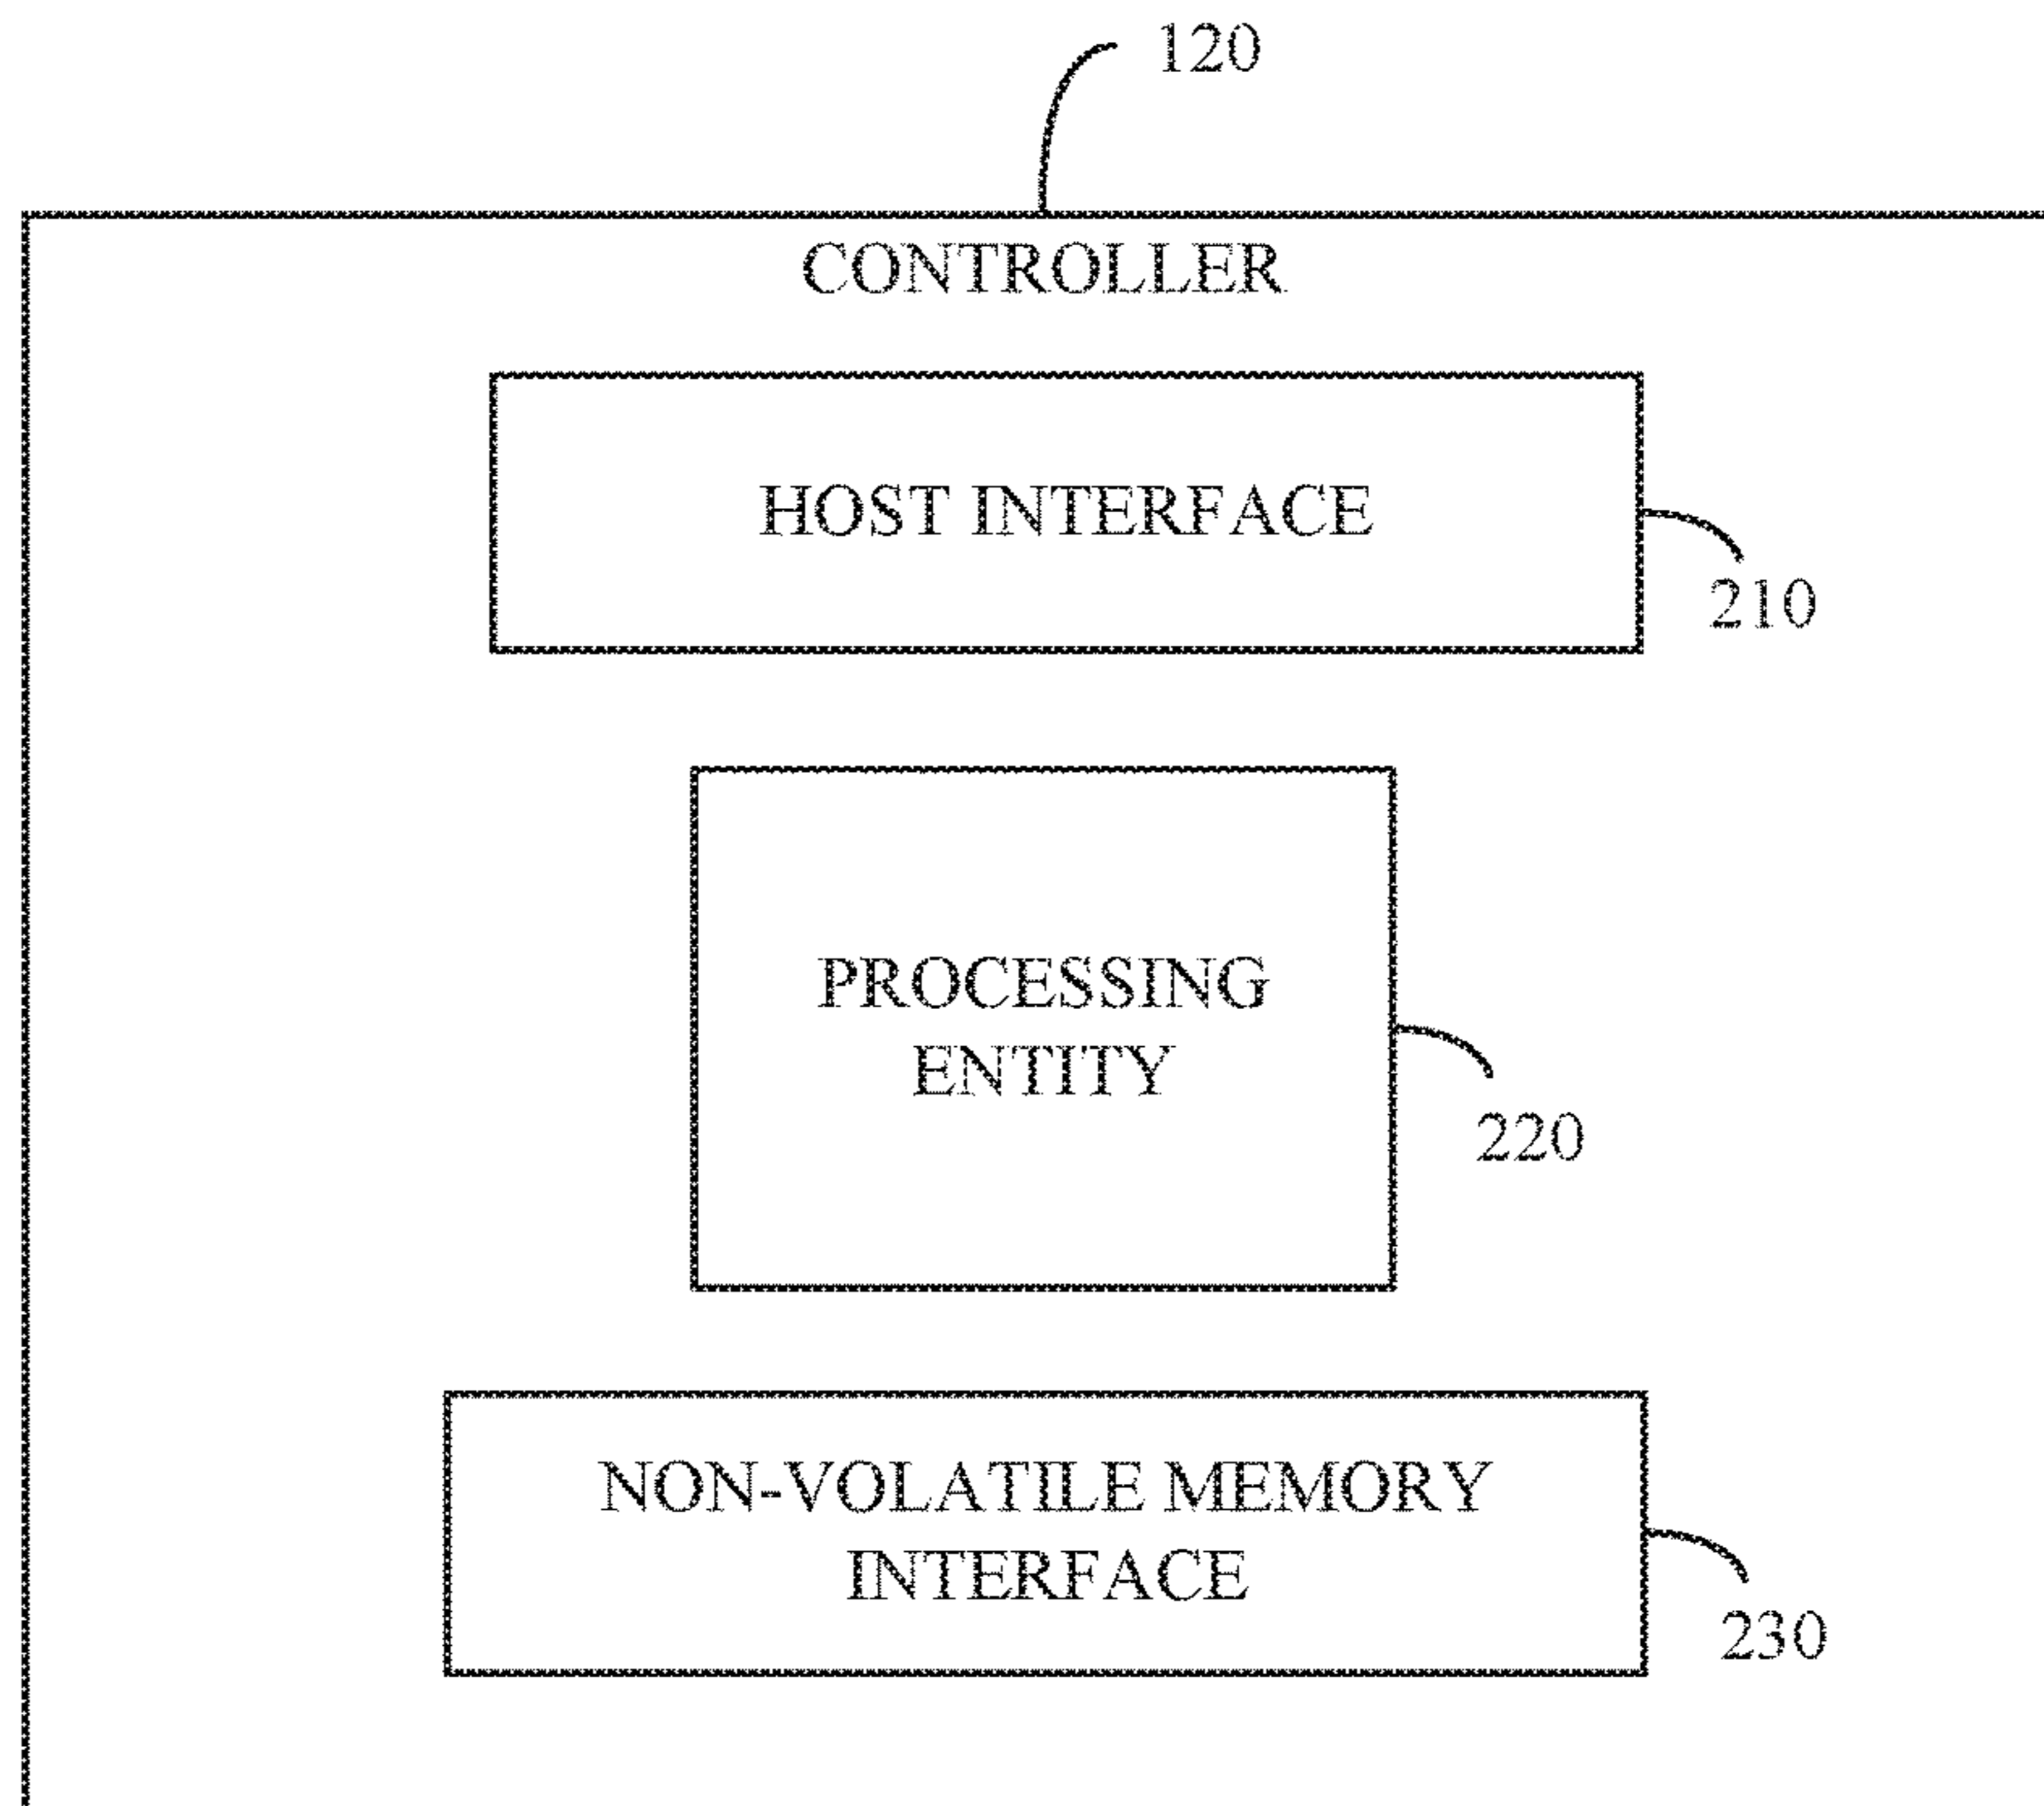 120
CONTROLLER
HOST INTERFACE
210
PROCESSING
ENTITY
220
NON-VOLATILE MEMORY
INTERFACE
230